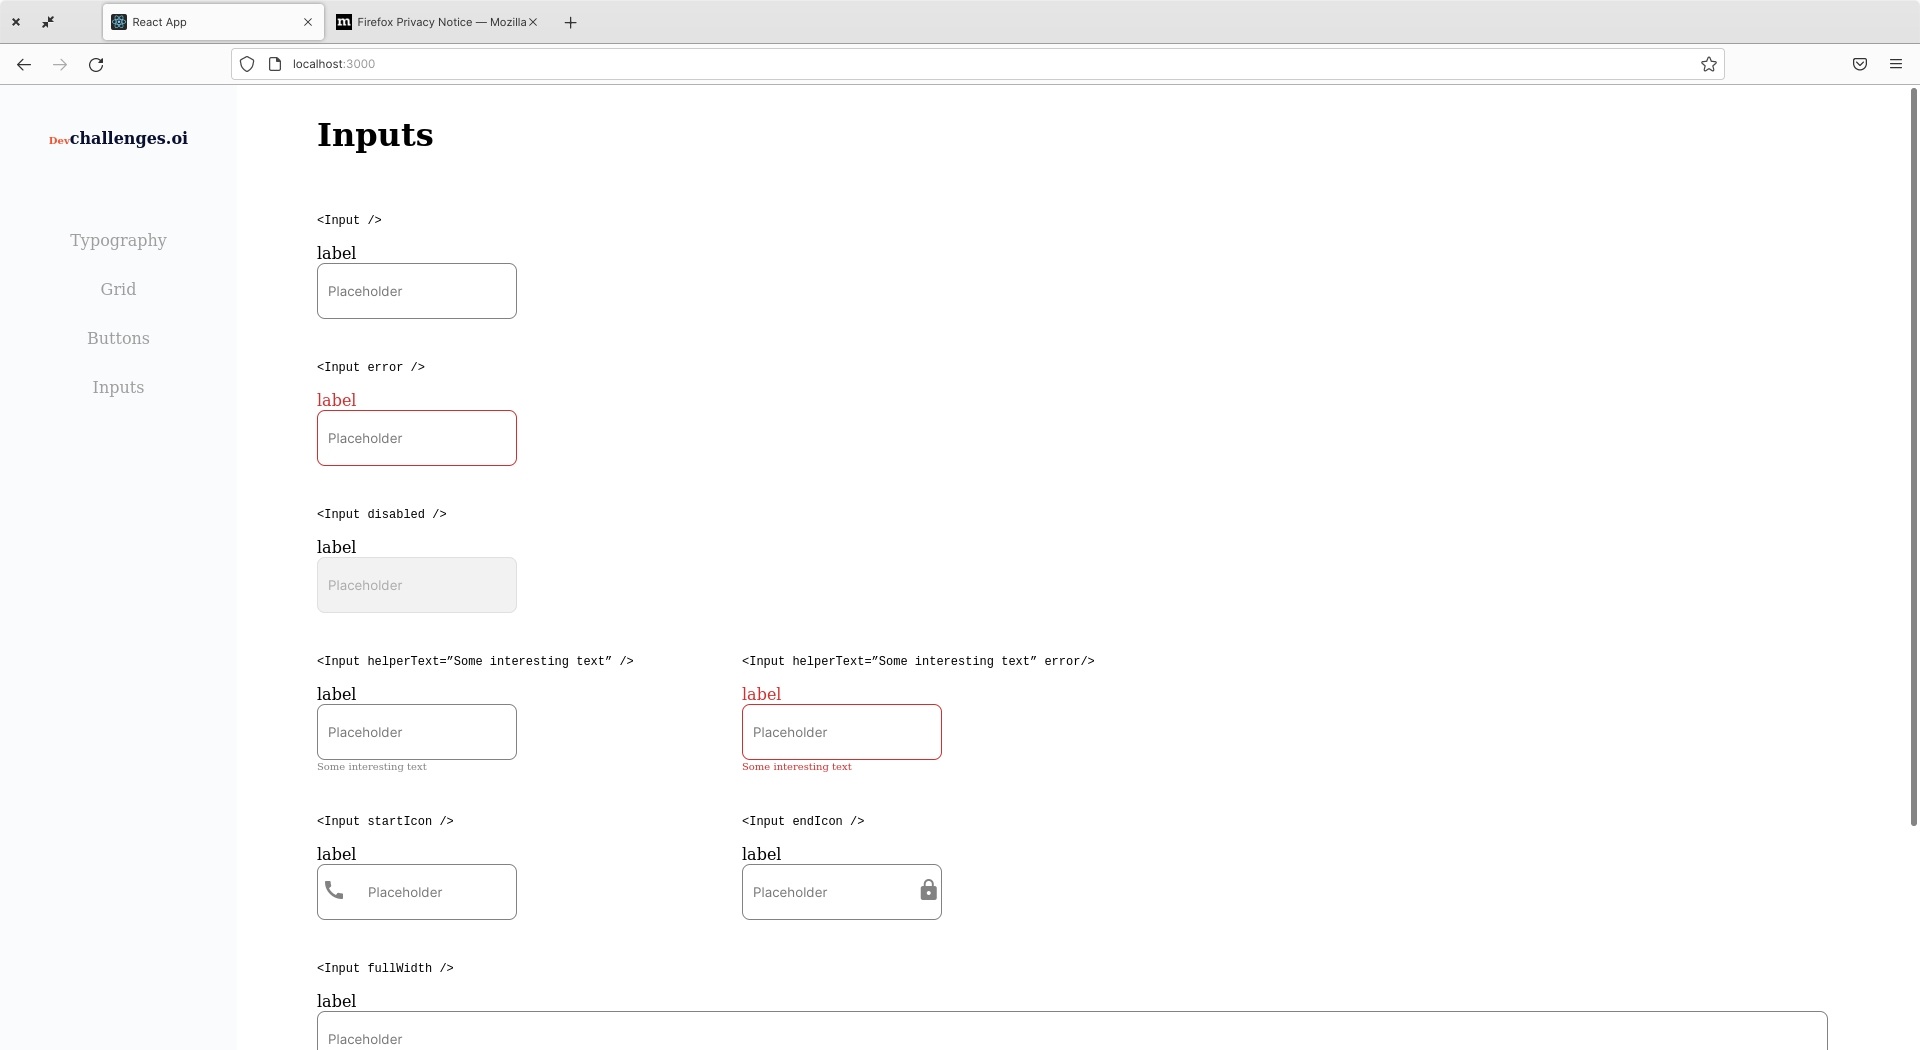 React App
Firefox Privacy Notice — Mozilla
localhost:3000
Devchallenges.oi
Typography
Grid
Buttons
Inputs
Inputs
<Input />
label
Placeholder
<Input error />
label
Placeholder
<Input disabled />
label
Placeholder
<Input helperText=”Some interesting text” />
label
Placeholder
Some interesting text
<Input helperText=”Some interesting text” error/>
label
Placeholder
Some interesting text
<Input startIcon />
label
Placeholder
<Input endIcon />
label
Placeholder
<Input fullWidth />
label
Placeholder